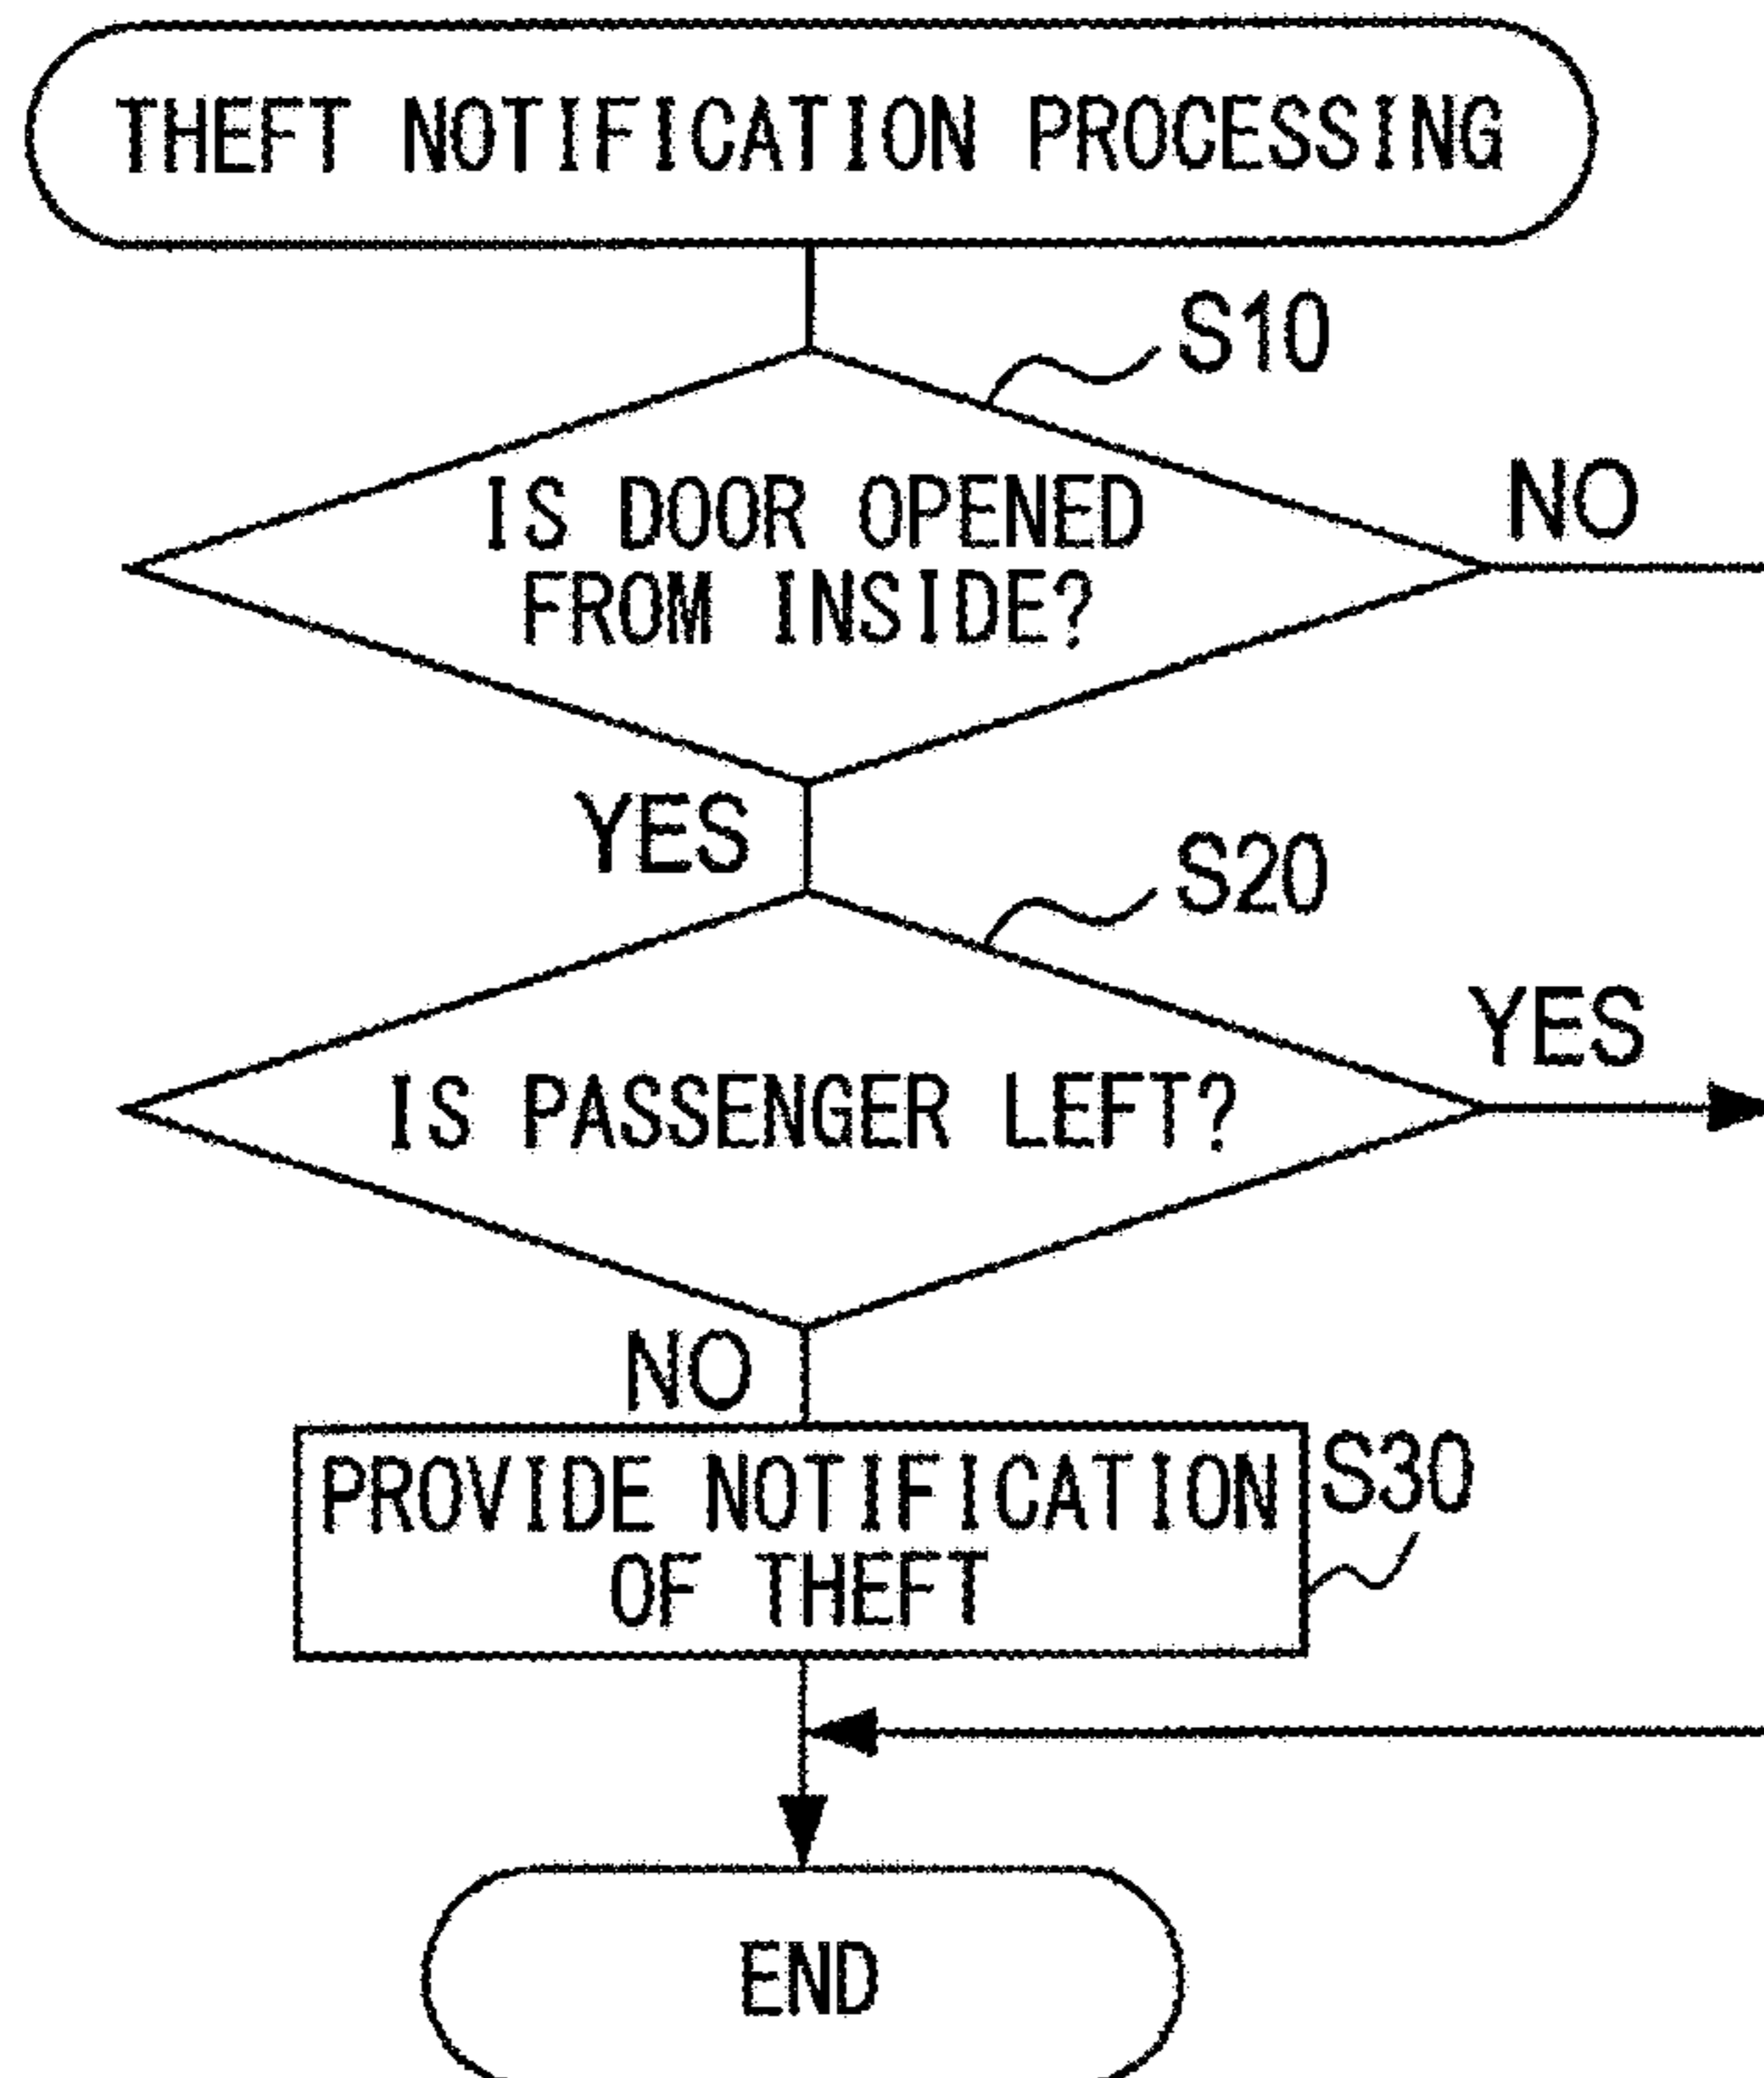 THEFT NOTIFICATION PROCESSING
S10
IS DOOR OPENED
FROM INSIDE?
NO
YES
S20
IS PASSENGER LEFT?
YES
NO
PROVIDE NOTIFICATION
OF THEFT
S30
END